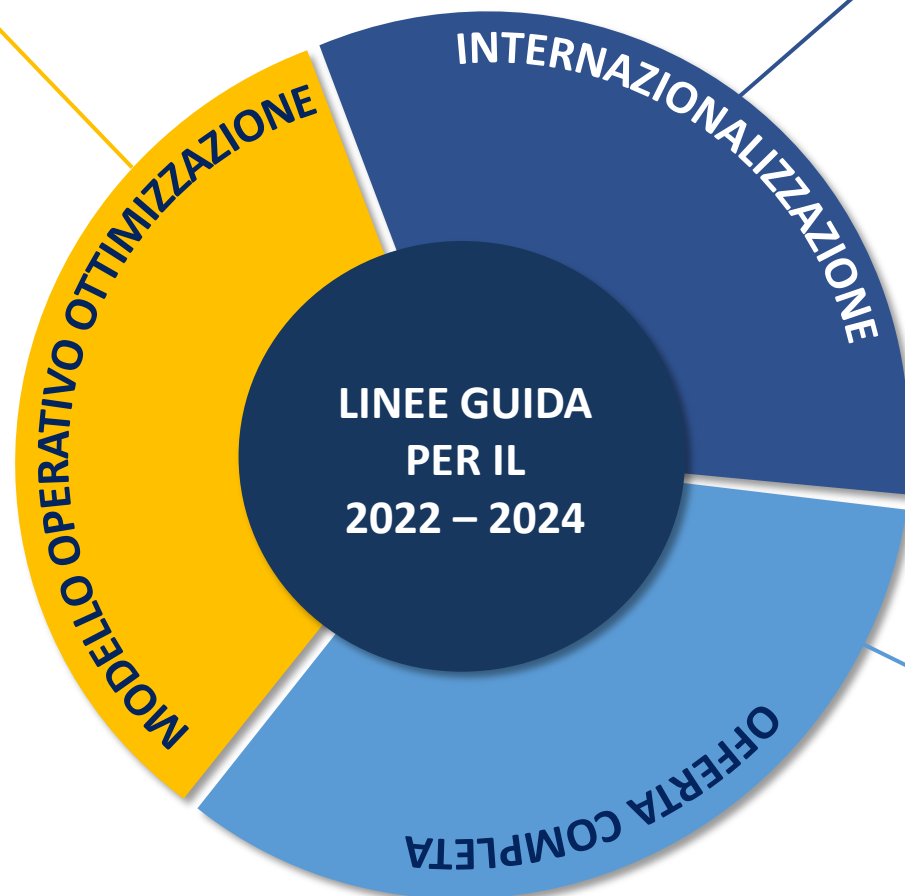 INTERNAZIONALIZZAZIONE
MODELLO OPERATIVO OTTIMIZZAZIONE
LINEE GUIDA
PER IL
2022 – 2024
OFFERTA COMPLETA